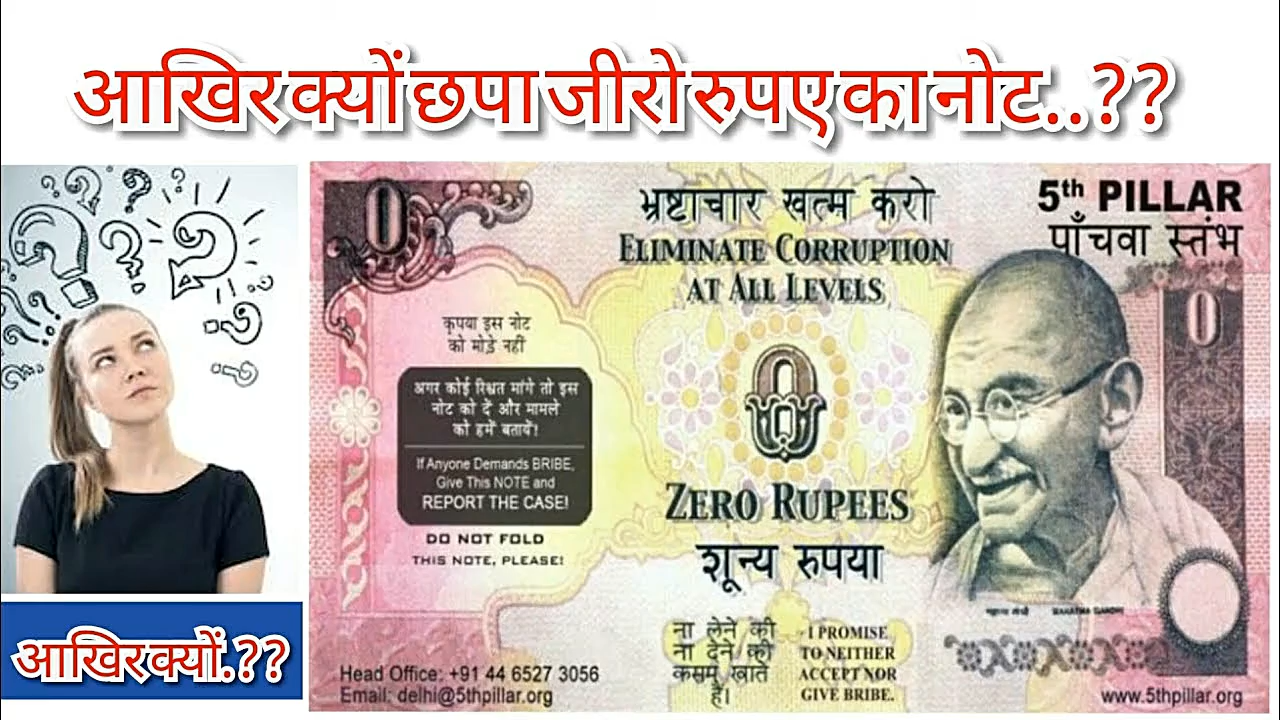 आखिर क्यों छपा जीरो रुपए का नोट..??
0
भ्रष्टाचार खत्म करो
ELIMINATE CORRUPTION
AT ALL LEVELS
5th PILLAR
पाँचवा स्तंभ
0
कृपया इस नोट
को मोड़े नहीं
अगर कोई रिश्वत मांगे तो इस
नोट को दें और मामले
को हमें बतायें!
If Anyone Demands BRIBE,
Give This NOTE and
REPORT THE CASE!
DO NOT FOLD
THIS NOTE, PLEASE!
0
ZERO RUPEES
शून्य रुपया
महात्मा गांधी MAHATMA GANDHI
ना लेने की
ना देने की
कसम खाते
हैं।
I PROMISE
TO NEITHER
ACCEPT NOR
GIVE BRIBE.
Head Office: +91 44 6527 3056
Email: delhi@5thpillar.org
www.5thpillar.org
आखिर क्यों.??